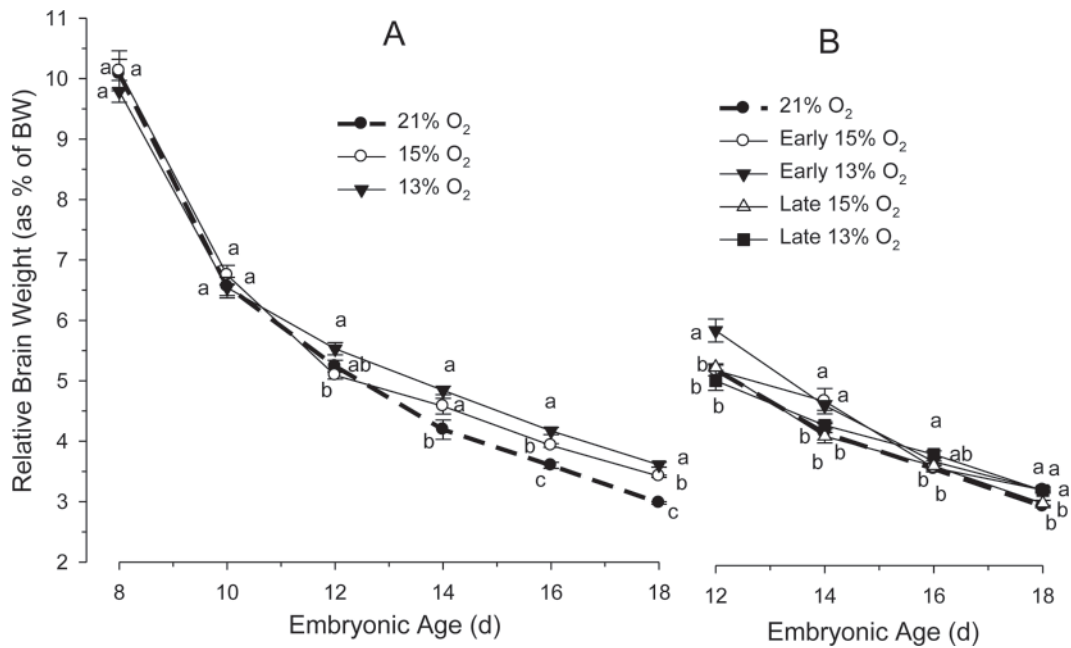 A
B
21% O₂
15% O₂
13% O₂
21% O₂
Early 15% O₂
Early 13% O₂
Late 15% O₂
Late 13% O₂
Relative Brain Weight (as % of BW)
11
10
9
8
7
6
5
4
3
2
a a
a
a
a a
a
ab
b
a
a
b
a
b
c
a
b
c
a
b
b b
a
a
b b
b
a
ab
b b
a a
a
b
b b
8 10 12 14 16 18
12 14 16 18
Embryonic Age (d)
Embryonic Age (d)